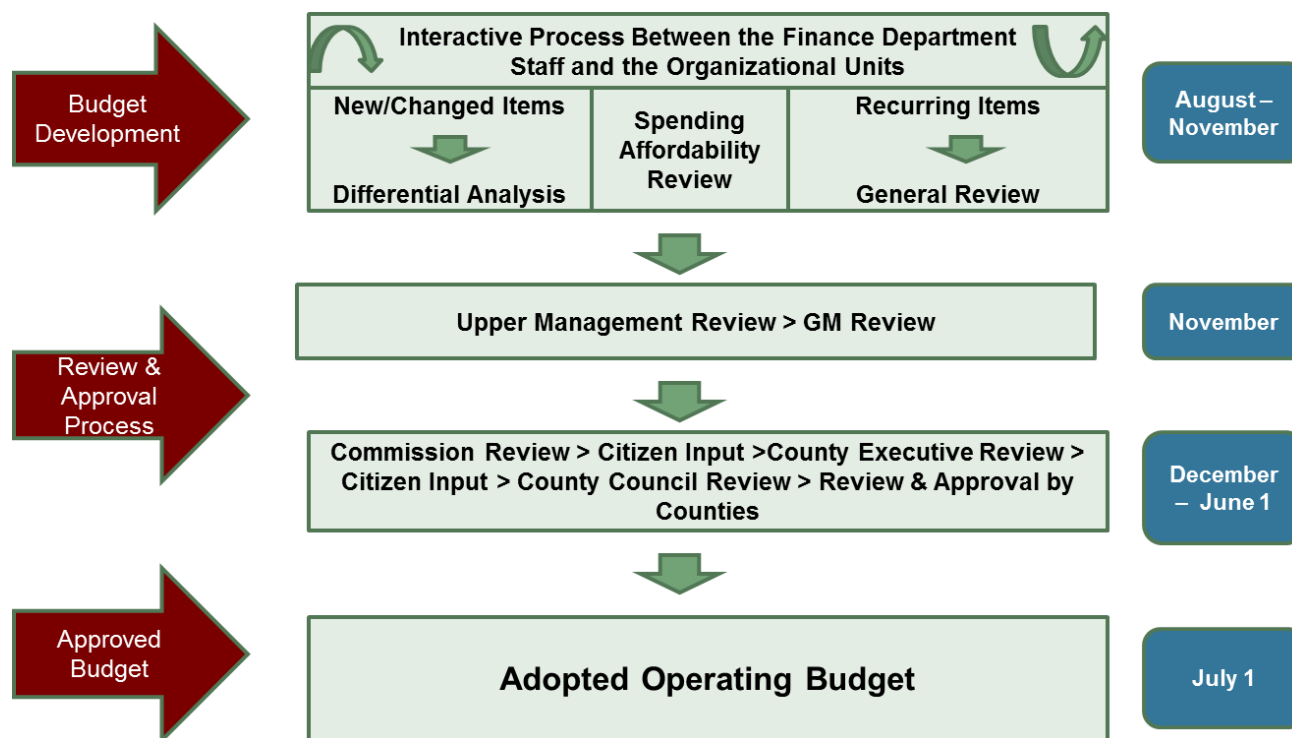 Budget
Development
Interactive Process Between the Finance Department
Staff and the Organizational Units
New/Changed Items
Differential Analysis
Spending
Affordability
Review
Recurring Items
General Review
August –
November
Review &
Approval
Process
Upper Management Review > GM Review
November
Commission Review > Citizen Input >County Executive Review >
Citizen Input > County Council Review > Review & Approval by
Counties
December
– June 1
Approved
Budget
Adopted Operating Budget
July 1